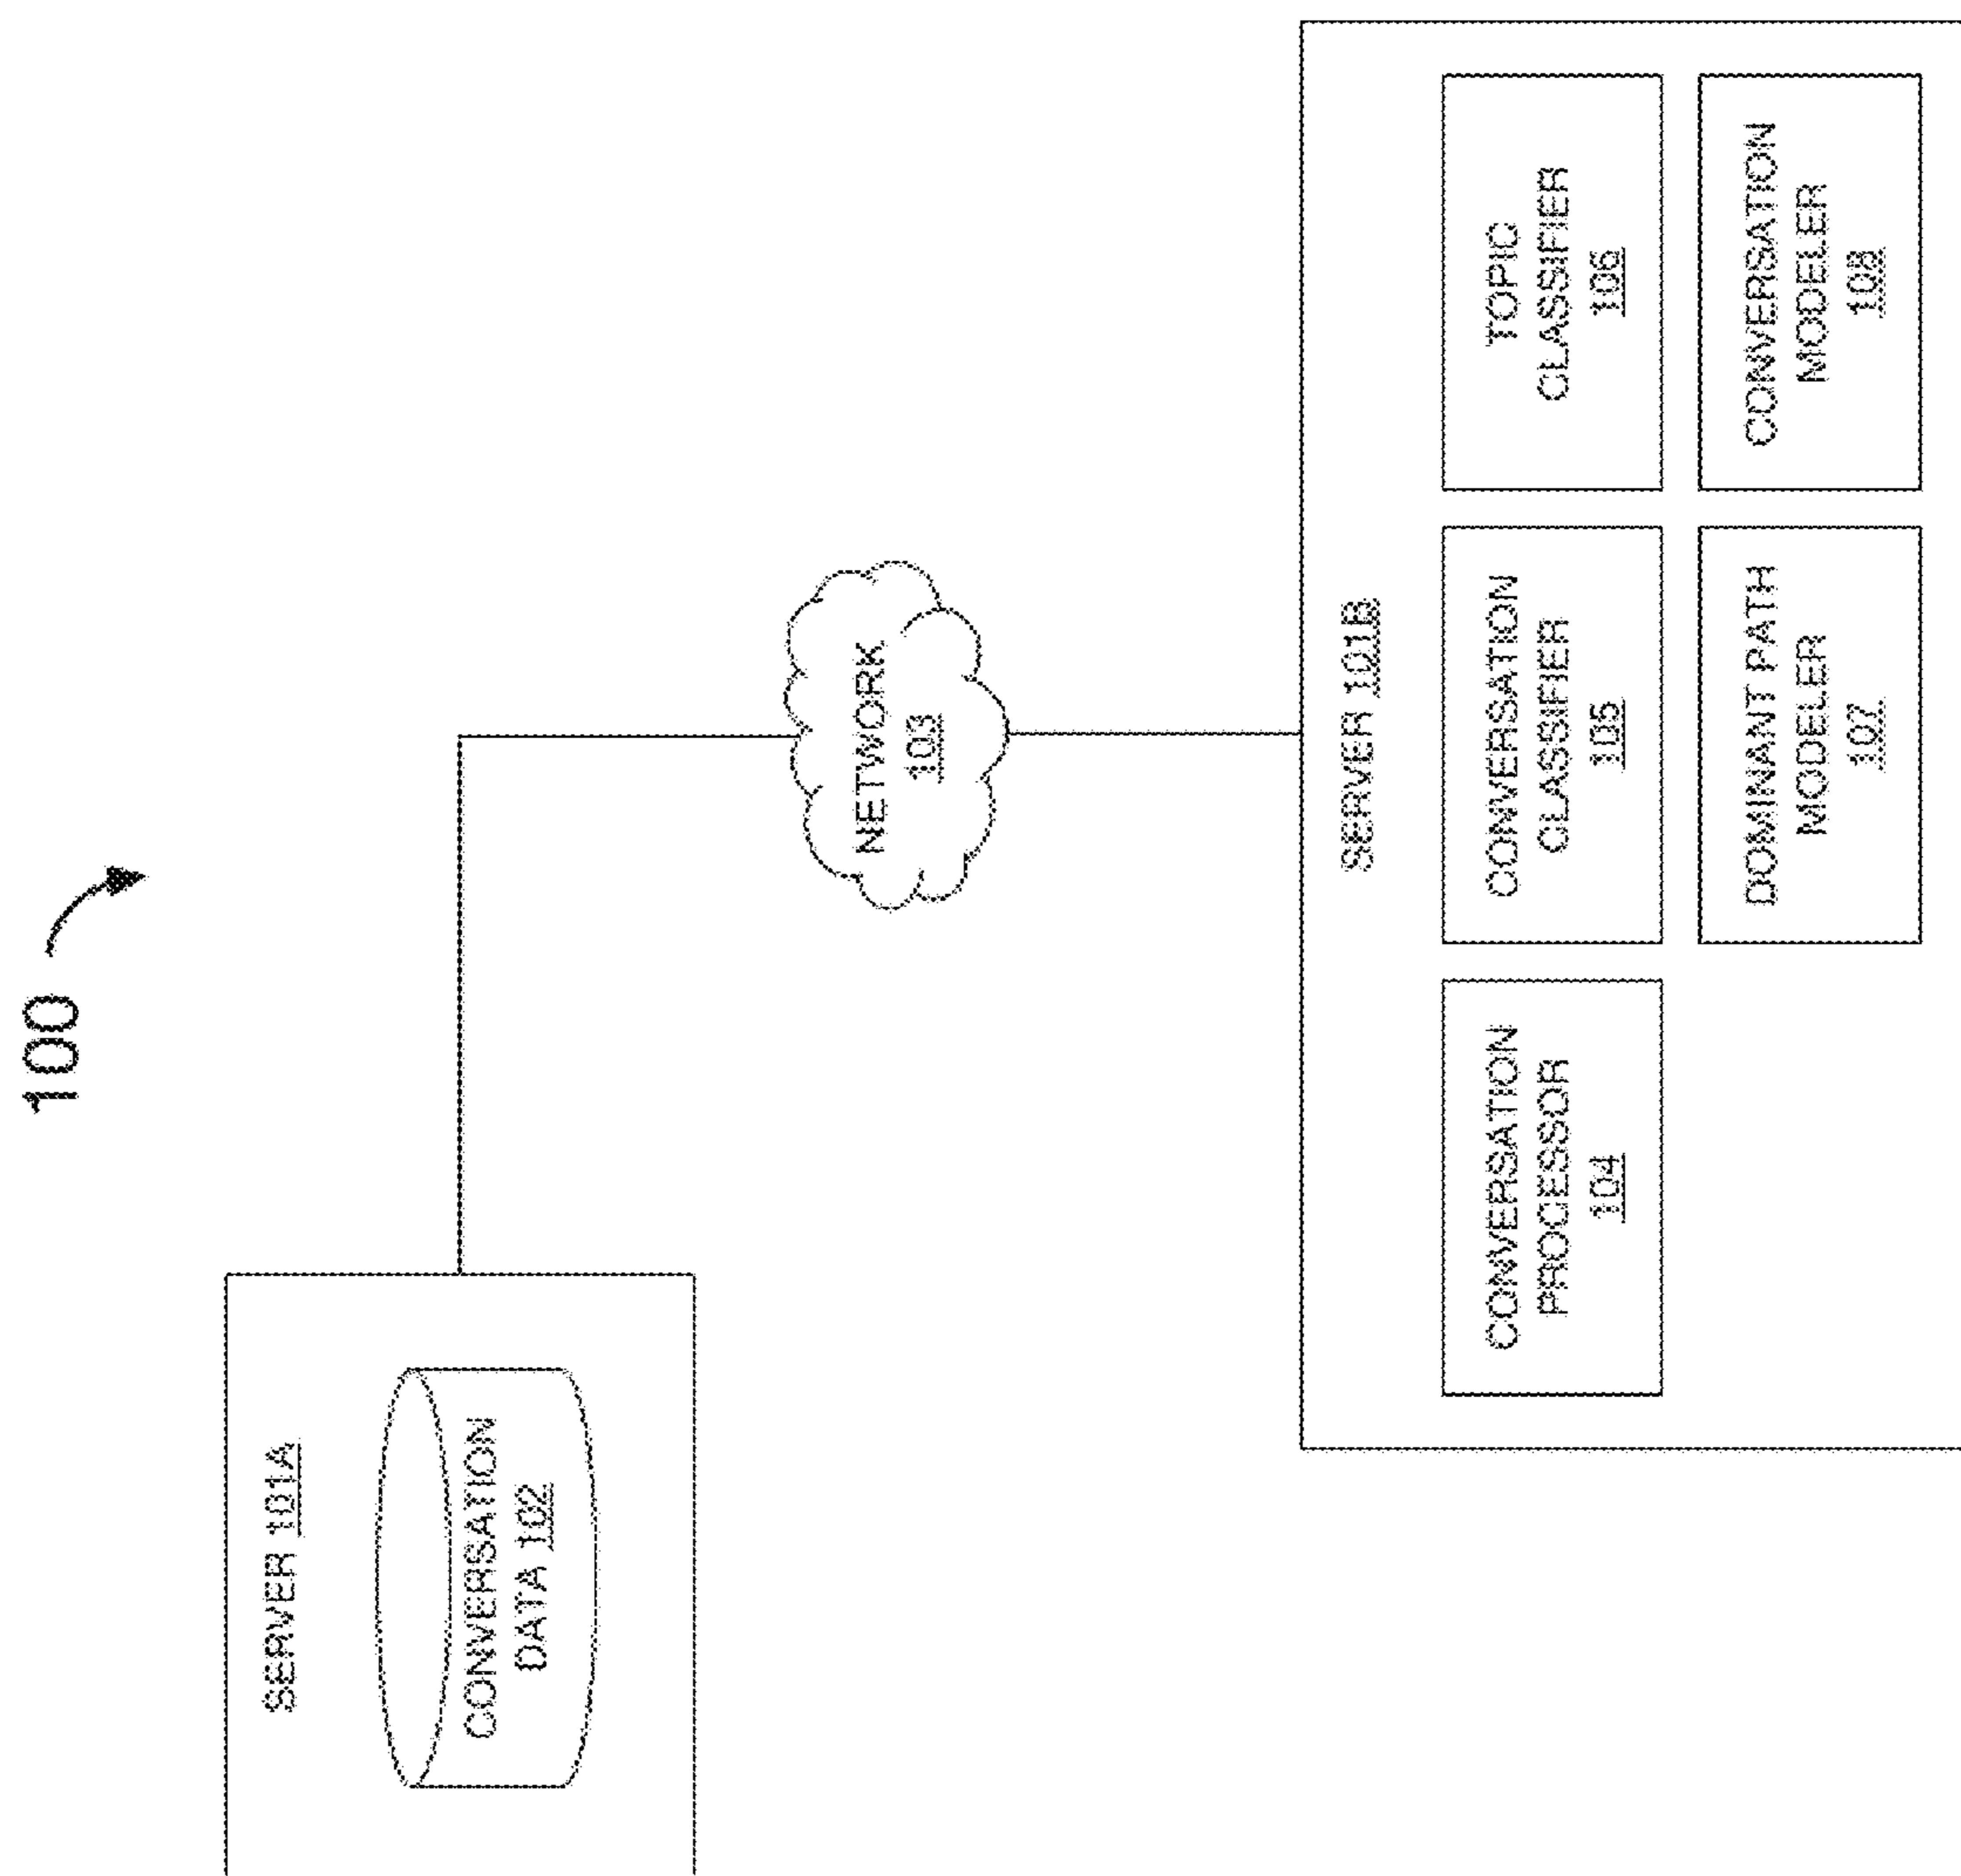 100
SERVER 101A
CONVERSATION
DATA 102
NETWORK
103
SERVER 101B
CONVERSATION
PROCESSOR
104
CONVERSATION
CLASSIFIER
105
TOPIC
CLASSIFIER
106
DOMINANT PATH
MODELER
107
CONVERSATION
MODELER
108